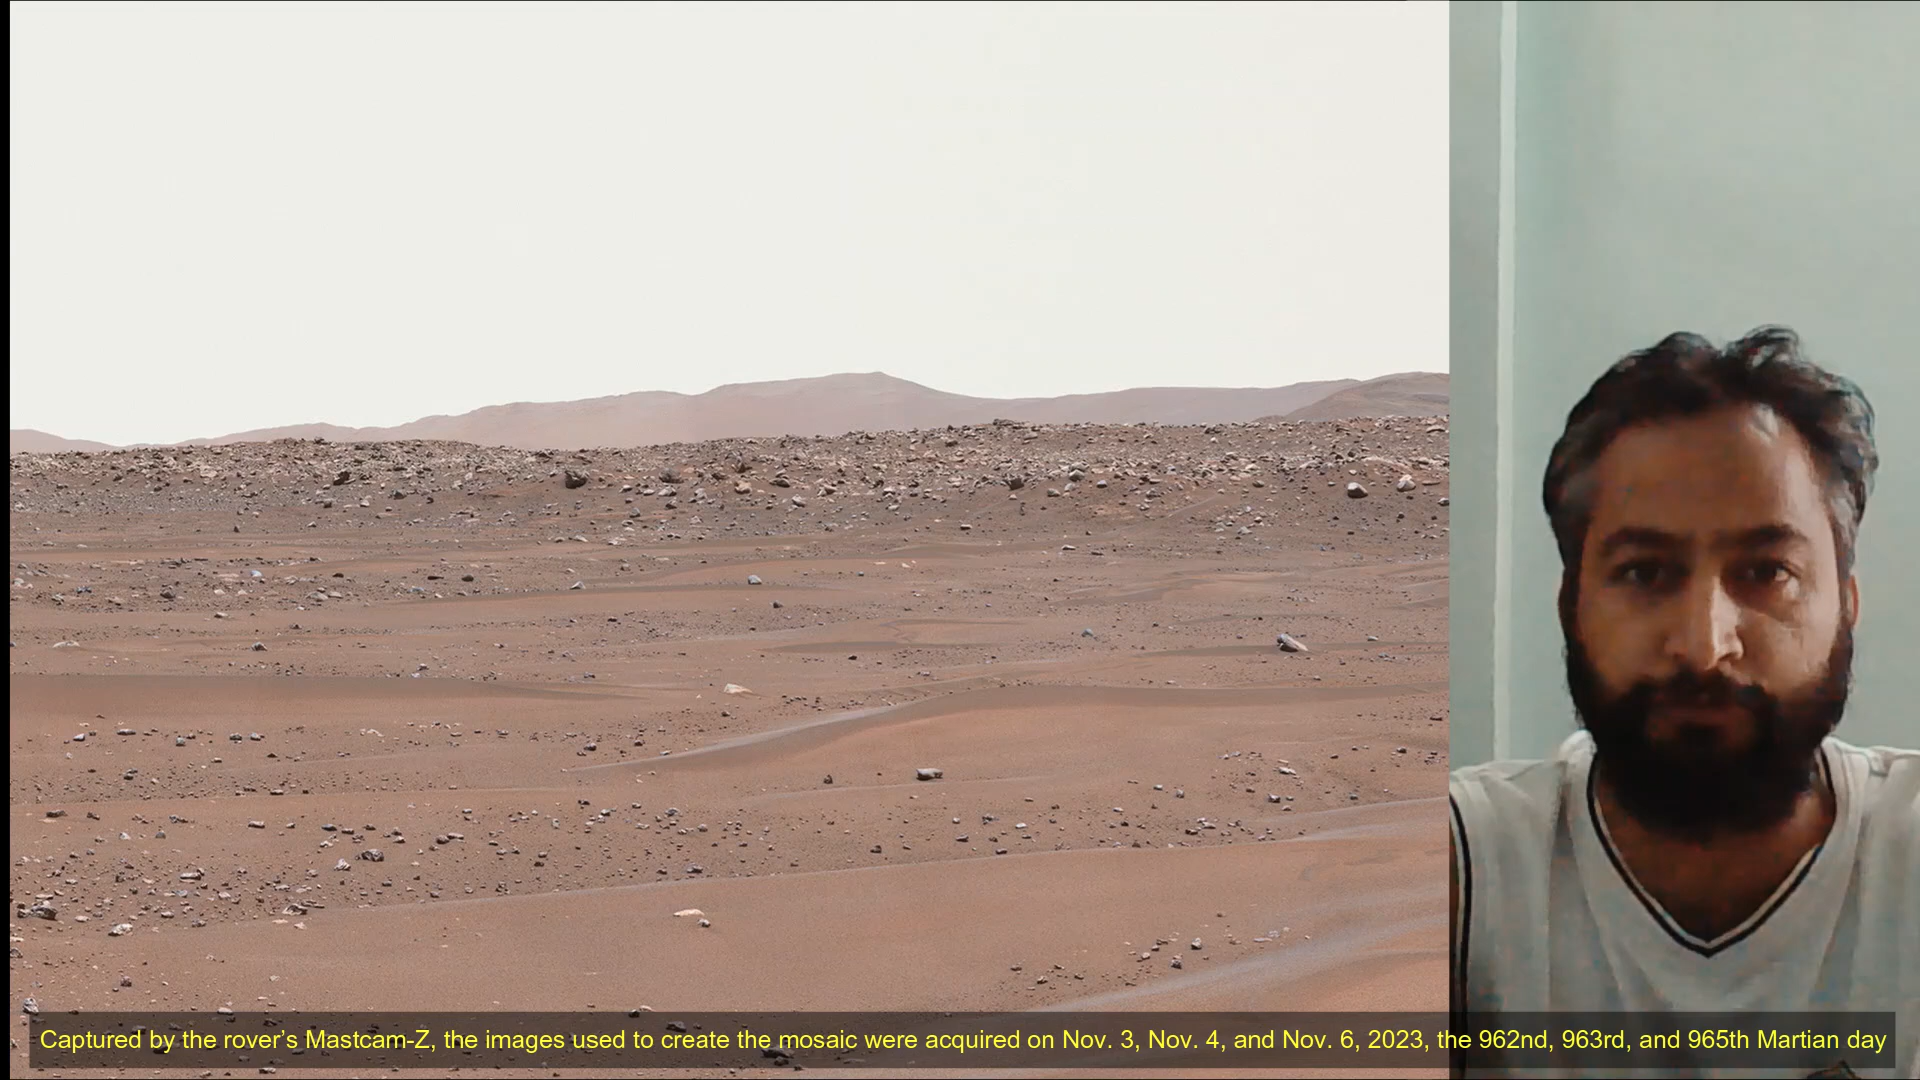 Captured by the rover’s Mastcam-Z, the images used to create the mosaic were acquired on Nov. 3, Nov. 4, and Nov. 6, 2023, the 962nd, 963rd, and 965th Martian day